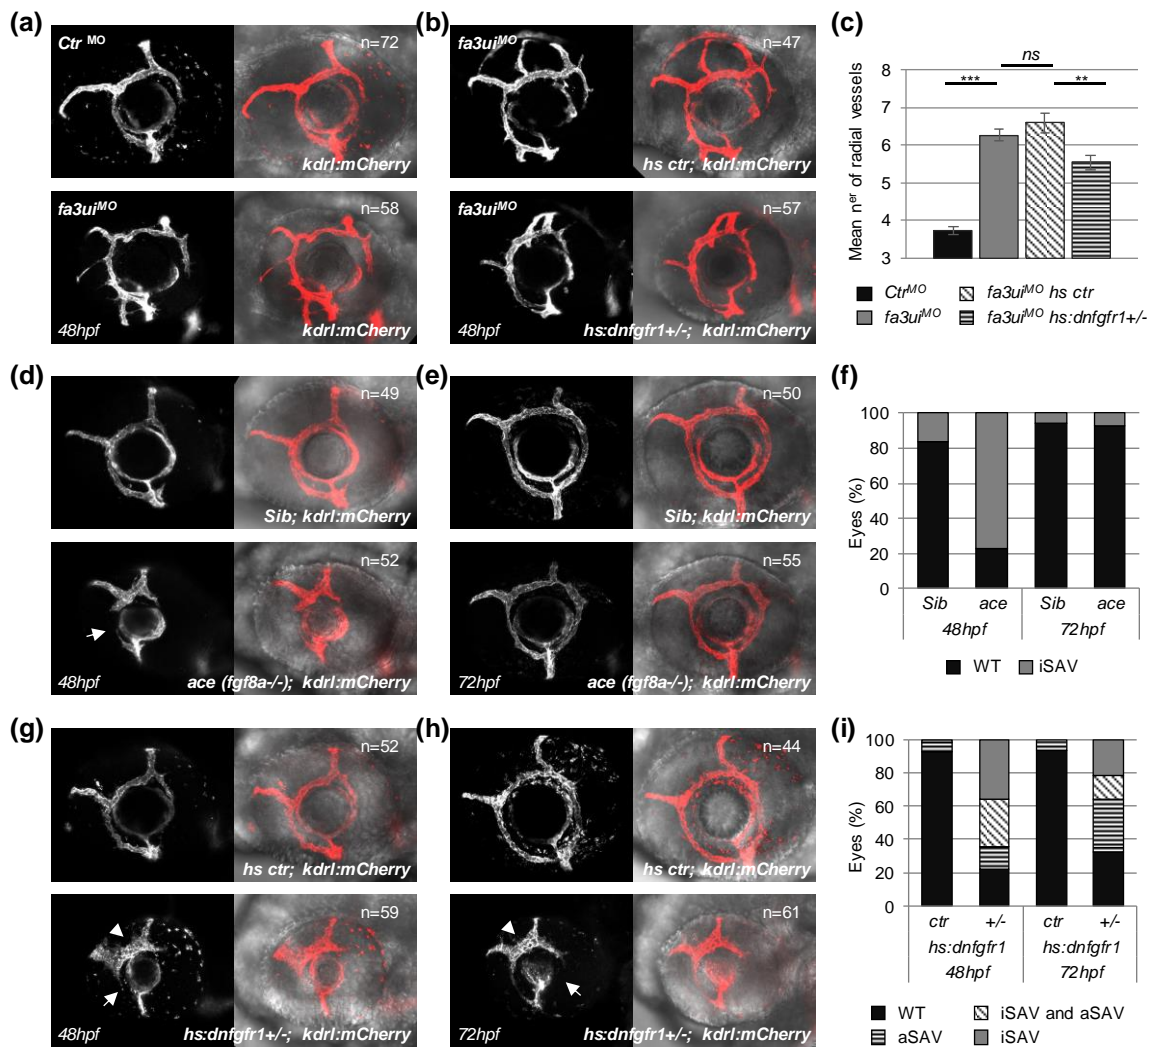 (a)
Ctr MO
n=72
kdrl:mCherry
fa3ui MO
n=58
48hpf
kdrl:mCherry
(b)
fa3ui MO
n=47
hs ctr; kdrl:mCherry
fa3ui MO
n=57
48hpf
hs:dnfgfr1+/-; kdrl:mCherry
(c)
Mean n er of radial vessels
ns
***
**
8
7
6
5
4
3
Ctr MO
fa3ui MO hs ctr
fa3ui MO
fa3ui MO hs:dnfgfr1+/-
(d)
n=49
Sib; kdrl:mCherry
n=52
48hpf
ace (fgf8a-/-); kdrl:mCherry
(e)
n=50
Sib; kdrl:mCherry
n=55
72hpf
ace (fgf8a-/-); kdrl:mCherry
(f)
Eyes (%)
100
80
60
40
20
0
Sib ace Sib ace
48hpf 72hpf
WT iSAV
(g)
n=52
hs ctr; kdrl:mCherry
n=59
48hpf
hs:dnfgfr1+/-; kdrl:mCherry
(h)
n=44
hs ctr; kdrl:mCherry
n=61
72hpf
hs:dnfgfr1+/-; kdrl:mCherry
(i)
Eyes (%)
100
80
60
40
20
0
ctr +/- ctr +/-
hs:dnfgfr1 hs:dnfgfr1
48hpf 72hpf
WT iSAV and aSAV
aSAV iSAV